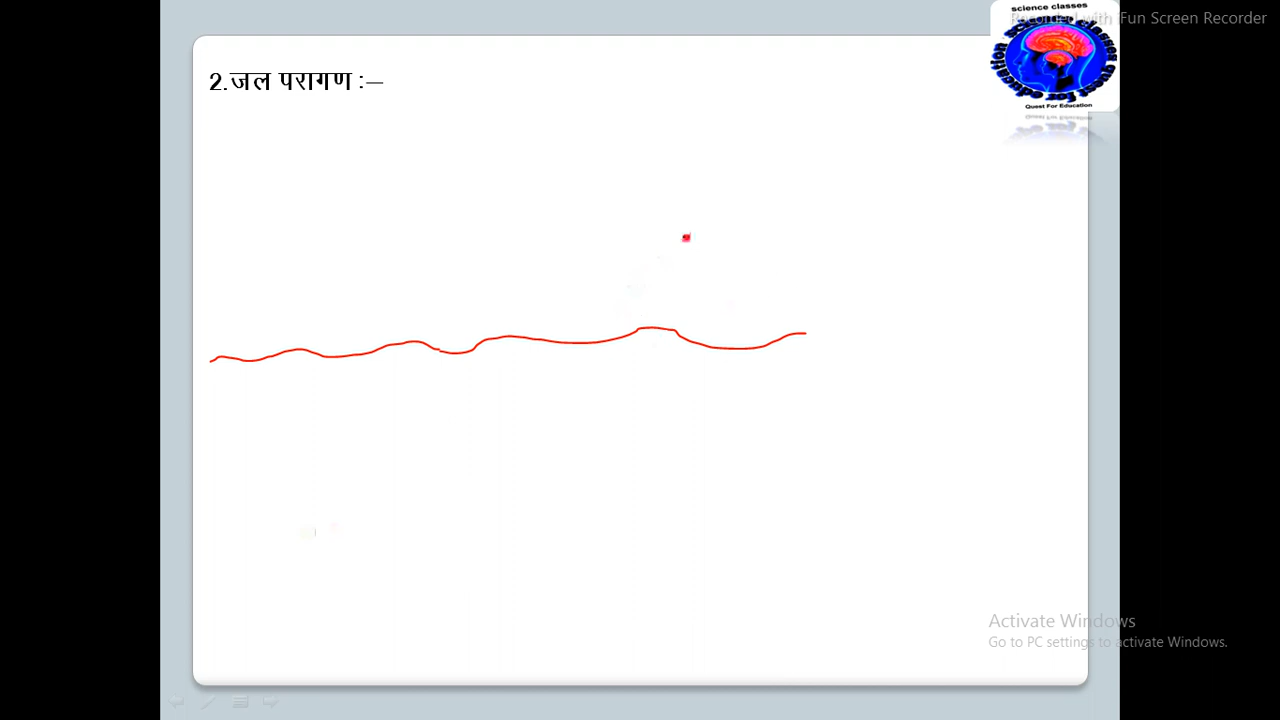 science classes
Recorded with iFun Screen Recorder
2.जल परागण :–
Quest For Education
Activate Windows
Go to PC settings to activate Windows.